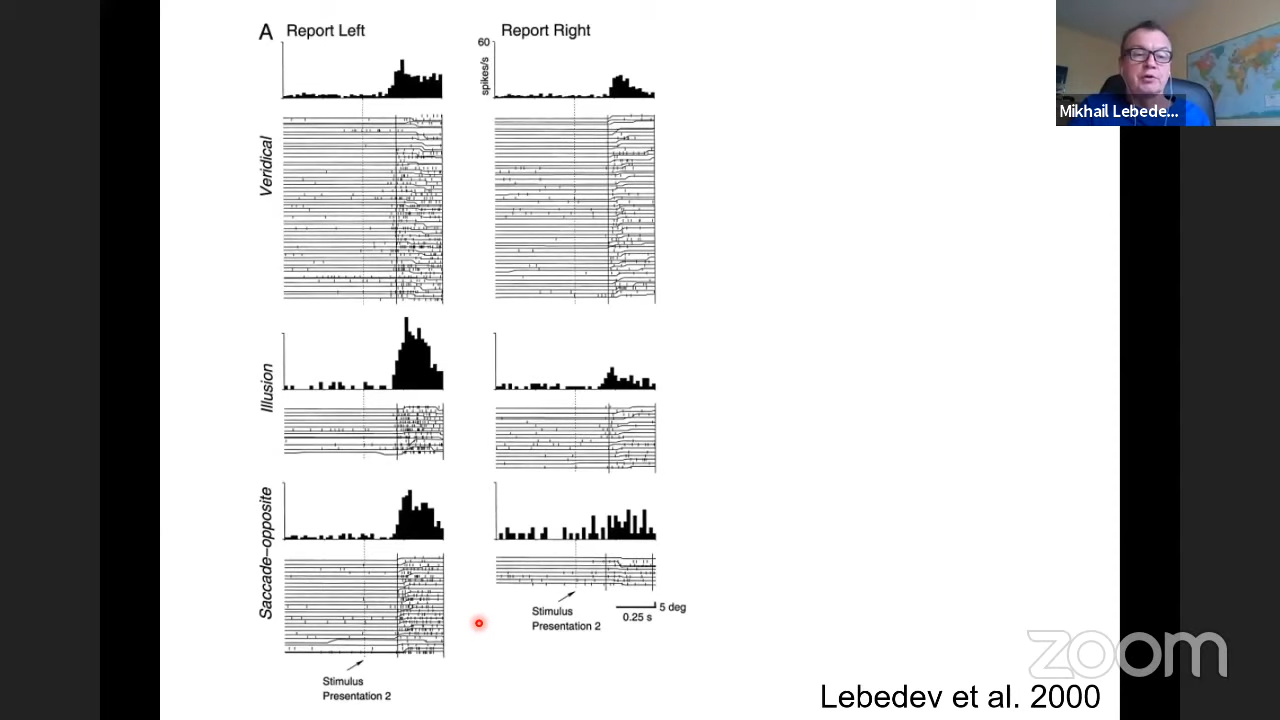 A Report Left
Report Right
60
spikes/s
Veridical
Illusion
Saccade-opposite
Stimulus
Presentation 2
5 deg
0.25 s
Stimulus
Presentation 2
Mikhail Lebede...
zoom
Lebedev et al. 2000